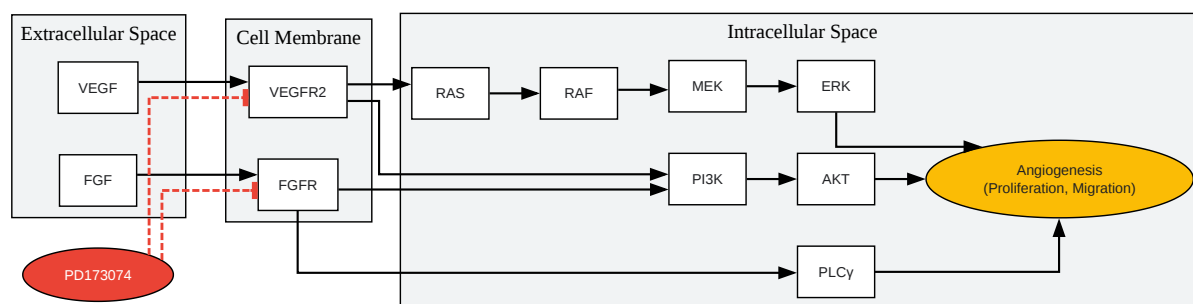 Extracellular Space
Cell Membrane
Intracellular Space
VEGF
VEGFR2
RAS
RAF
MEK
ERK
FGF
FGFR
PI3K
AKT
Angiogenesis
(Proliferation, Migration)
PD173074
PLCγ